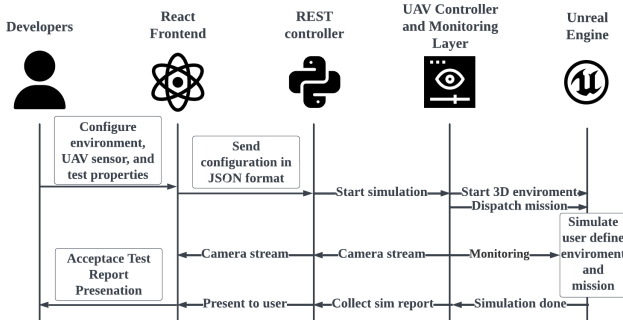 Developers
React
Frontend
REST
controller
UAV Controller
and Monitoring
Layer
Unreal
Engine
Configure
environment,
UAV sensor, and
test properties
Send
configuration in
JSON format
Start simulation
Start 3D enviroment
Dispatch mission
Simulate
user define
enviroment
and
mission
Acceptace Test
Report
Presenation
Camera stream
Camera stream
Monitoring
Present to user
Collect sim report
Simulation done